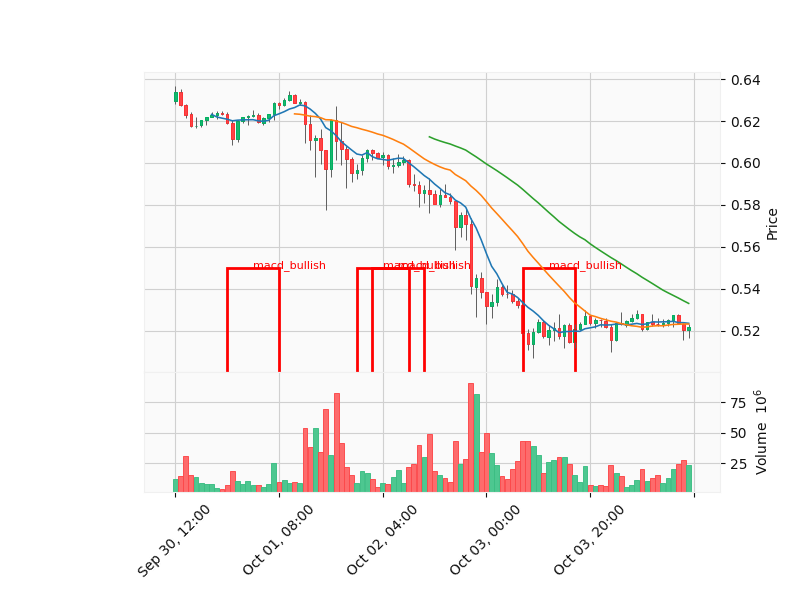 0.64
0.62
0.60
0.58
0.56
0.54
0.52
Price
macd_bullish
macd_bullish
macd_bullish
macd_bullish
75
50
25
Volume 10⁶
Sep 30, 12:00
Oct 01, 08:00
Oct 02, 04:00
Oct 03, 00:00
Oct 03, 20:00